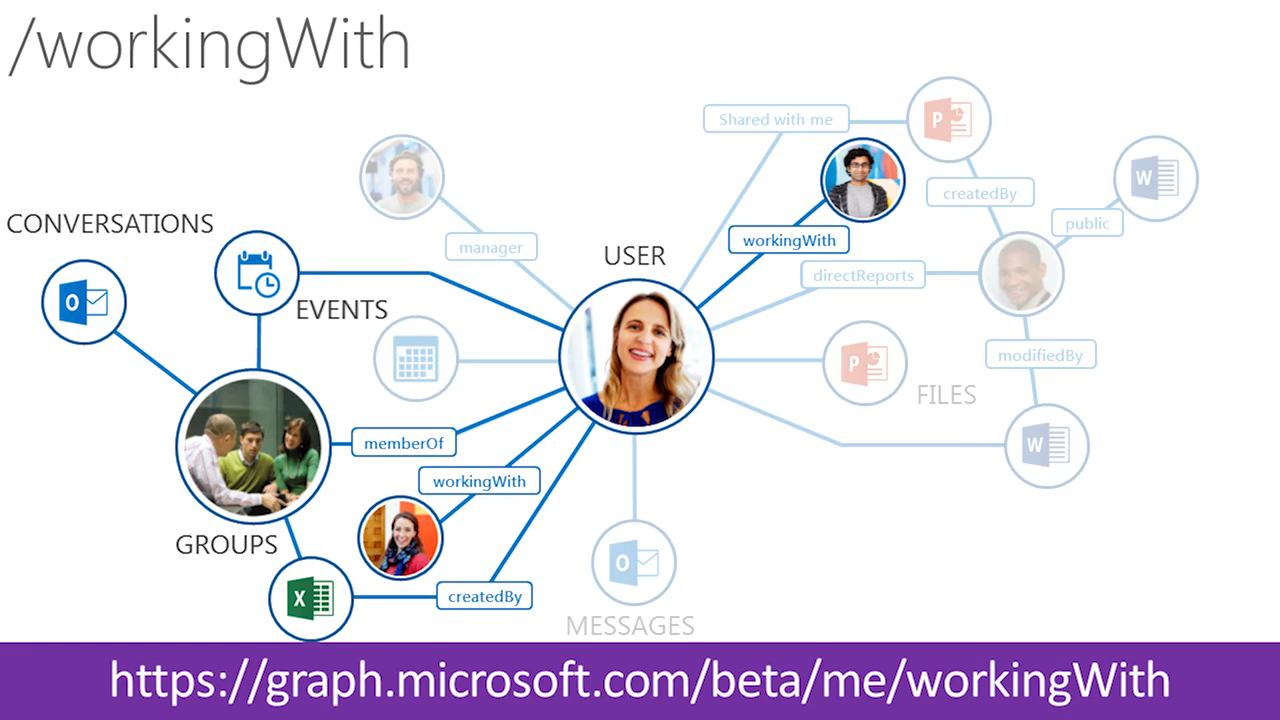 /workingWith
Shared with me
P
W
createdBy
public
CONVERSATIONS
manager
workingWith
USER
directReports
O
EVENTS
modifiedBy
P
FILES
memberOf
W
workingWith
GROUPS
O
X
createdBy
MESSAGES
https://graph.microsoft.com/beta/me/workingWith